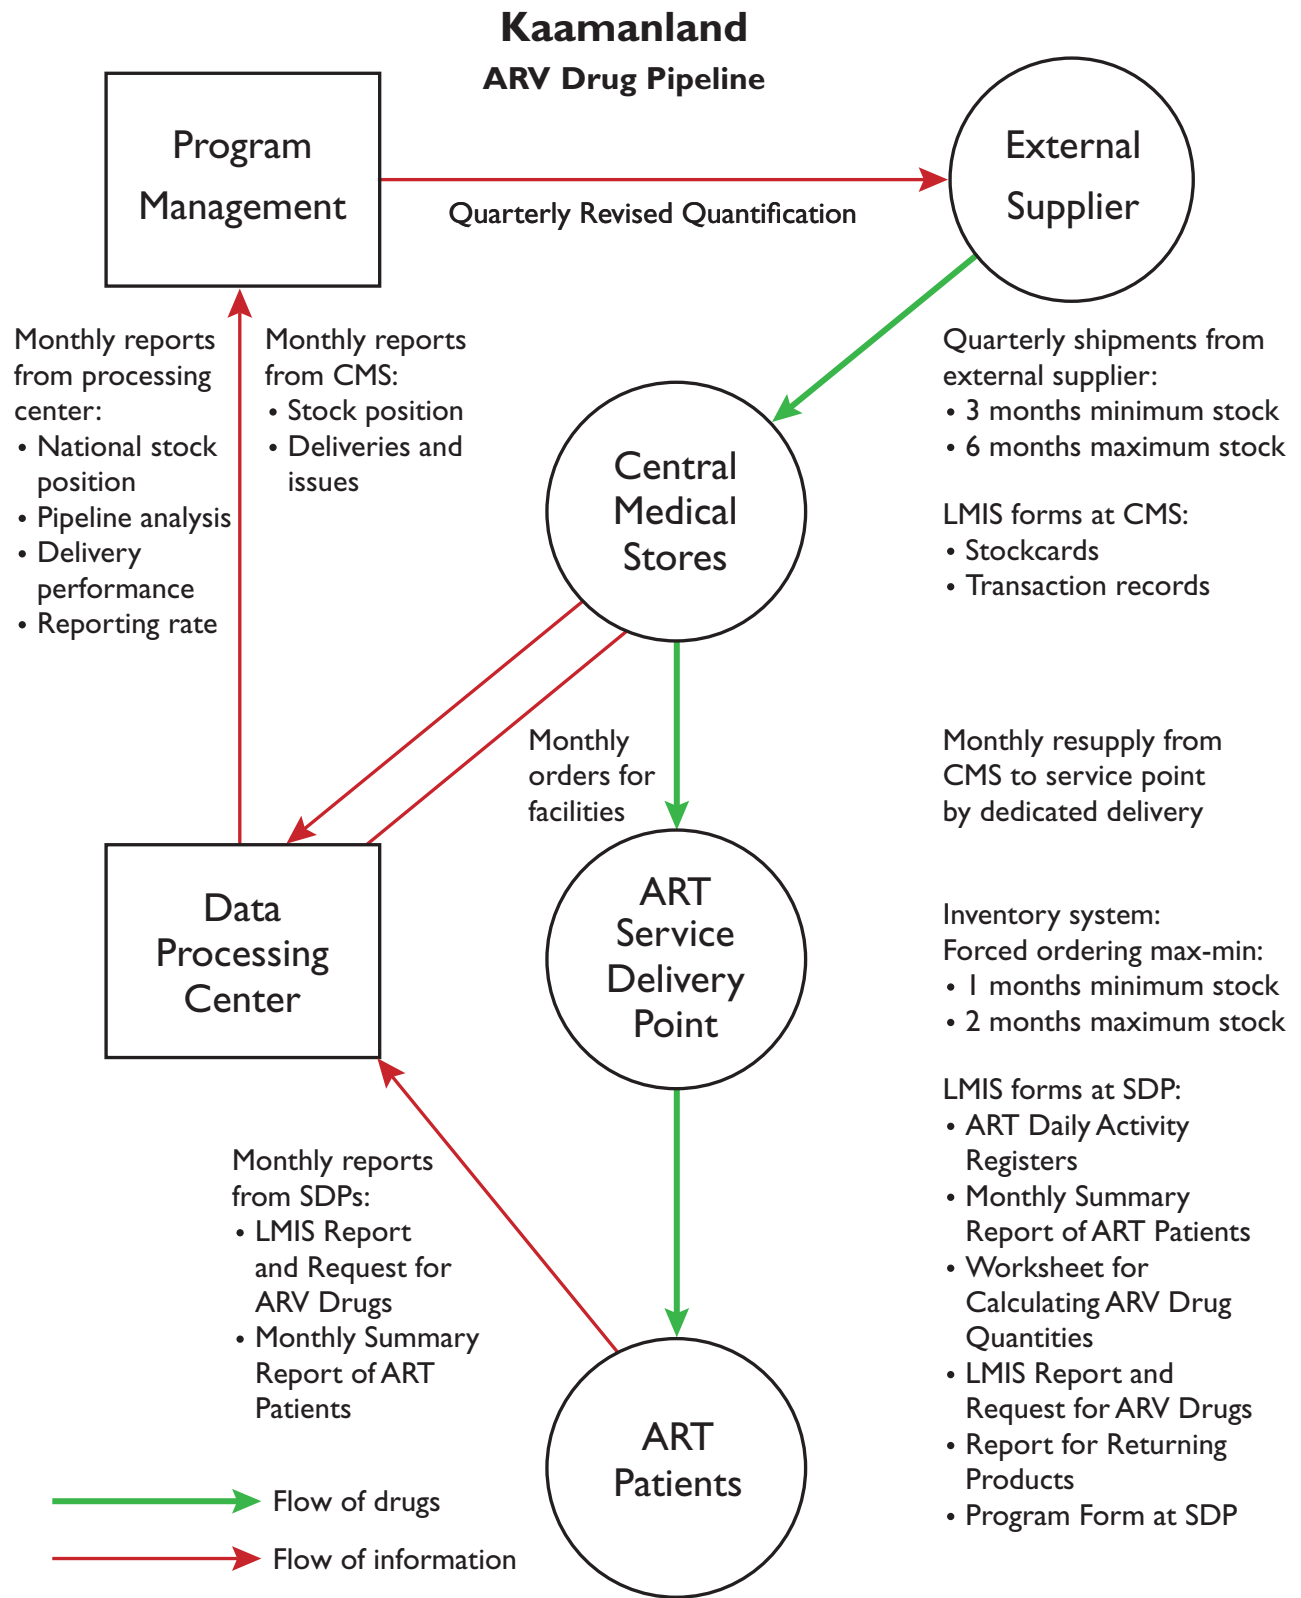 Kaamanland
ARV Drug Pipeline
Program
Management
Quarterly Revised Quantification
External
Supplier
Monthly reports
from processing
center:
• National stock
position
• Pipeline analysis
• Delivery
performance
• Reporting rate
Monthly reports
from CMS:
• Stock position
• Deliveries and
issues
Central
Medical
Stores
Quarterly shipments from
external supplier:
• 3 months minimum stock
• 6 months maximum stock
LMIS forms at CMS:
• Stockcards
• Transaction records
Monthly
orders for
facilities
Monthly resupply from
CMS to service point
by dedicated delivery
Data
Processing
Center
ART
Service
Delivery
Point
Inventory system:
Forced ordering max-min:
• 1 months minimum stock
• 2 months maximum stock
LMIS forms at SDP:
• ART Daily Activity
Registers
• Monthly Summary
Report of ART Patients
• Worksheet for
Calculating ARV Drug
Quantities
• LMIS Report and
Request for ARV Drugs
• Report for Returning
Products
• Program Form at SDP
Monthly reports
from SDPs:
• LMIS Report
and Request for
ARV Drugs
• Monthly Summary
Report of ART
Patients
ART
Patients
Flow of drugs
Flow of information